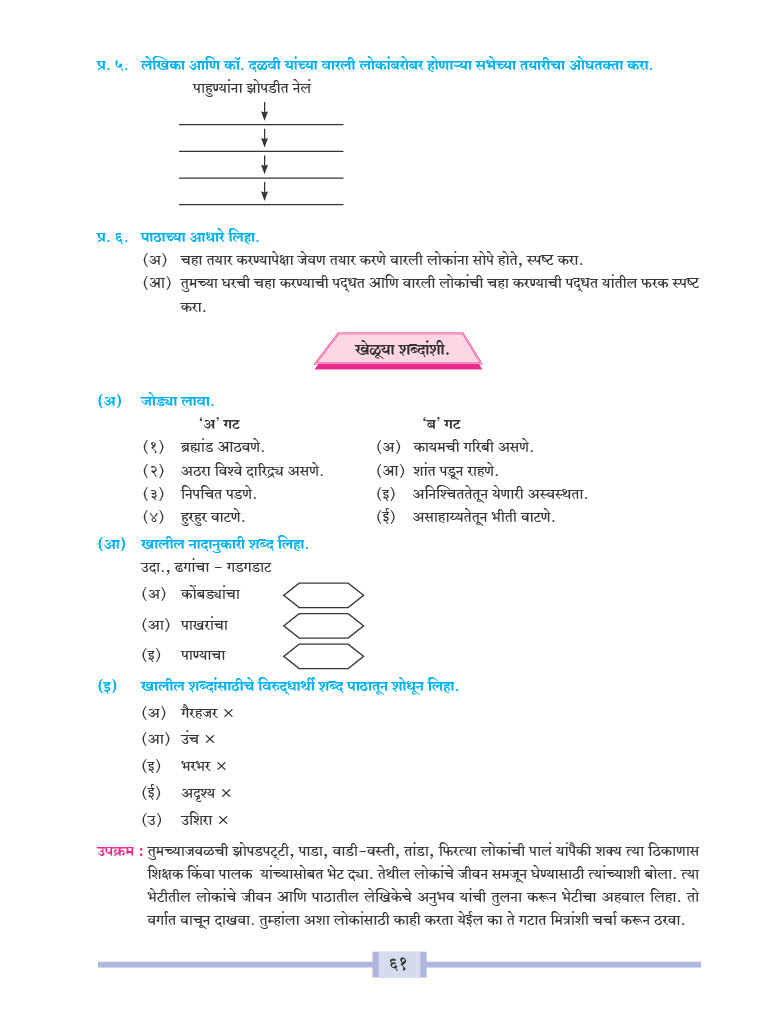 प्र. ५. लेखिका आणि कॉ. दळवी यांच्या वारली लोकांबरोबर होणाऱ्या सभेच्या तयारीचा ओघतक्ता करा.
पाहुण्यांना झोपडीत नेलं
प्र. ६. पाठाच्या आधारे लिहा.
(अ) चहा तयार करण्यापेक्षा जेवण तयार करणे वारली लोकांना सोपे होते, स्पष्ट करा.
(आ) तुमच्या घरची चहा करण्याची पद्धत आणि वारली लोकांची चहा करण्याची पद्धत यांतील फरक स्पष्ट
करा.
खेळूया शब्दांशी.
(अ) जोड्या लावा.
‘अ’ गट ‘ब’ गट
(१) ब्रह्मांड आठवणे. (अ) कायमची गरिबी असणे.
(२) अठरा विश्वे दारिद्र्य असणे. (आ) शांत पडून राहणे.
(३) निपचित पडणे. (इ) अनिश्चिततेतून येणारी अस्वस्थता.
(४) हुरहुर वाटणे. (ई) असाहाय्यतेतून भीती वाटणे.
(आ) खालील नादानुकारी शब्द लिहा.
उदा., ढगांचा - गडगडाट
(अ) कोंबड्यांचा
(आ) पाखरांचा
(इ) पाण्याचा
(इ) खालील शब्दांसाठीचे विरुद्धार्थी शब्द पाठातून शोधून लिहा.
(अ) गैरहजर ×
(आ) उंच ×
(इ) भरभर ×
(ई) अदृश्य ×
(उ) उशिरा ×
उपक्रम : तुमच्याजवळची झोपडपट्टी, पाडा, वाडी-वस्ती, तांडा, फिरत्या लोकांची पालं यांपैकी शक्य त्या ठिकाणास
शिक्षक किंवा पालक यांच्यासोबत भेट द्या. तेथील लोकांचे जीवन समजून घेण्यासाठी त्यांच्याशी बोला. त्या
भेटीतील लोकांचे जीवन आणि पाठातील लेखिकेचे अनुभव यांची तुलना करून भेटीचा अहवाल लिहा. तो
वर्गात वाचून दाखवा. तुम्हांला अशा लोकांसाठी काही करता येईल का ते गटात मित्रांशी चर्चा करून ठरवा.
६१